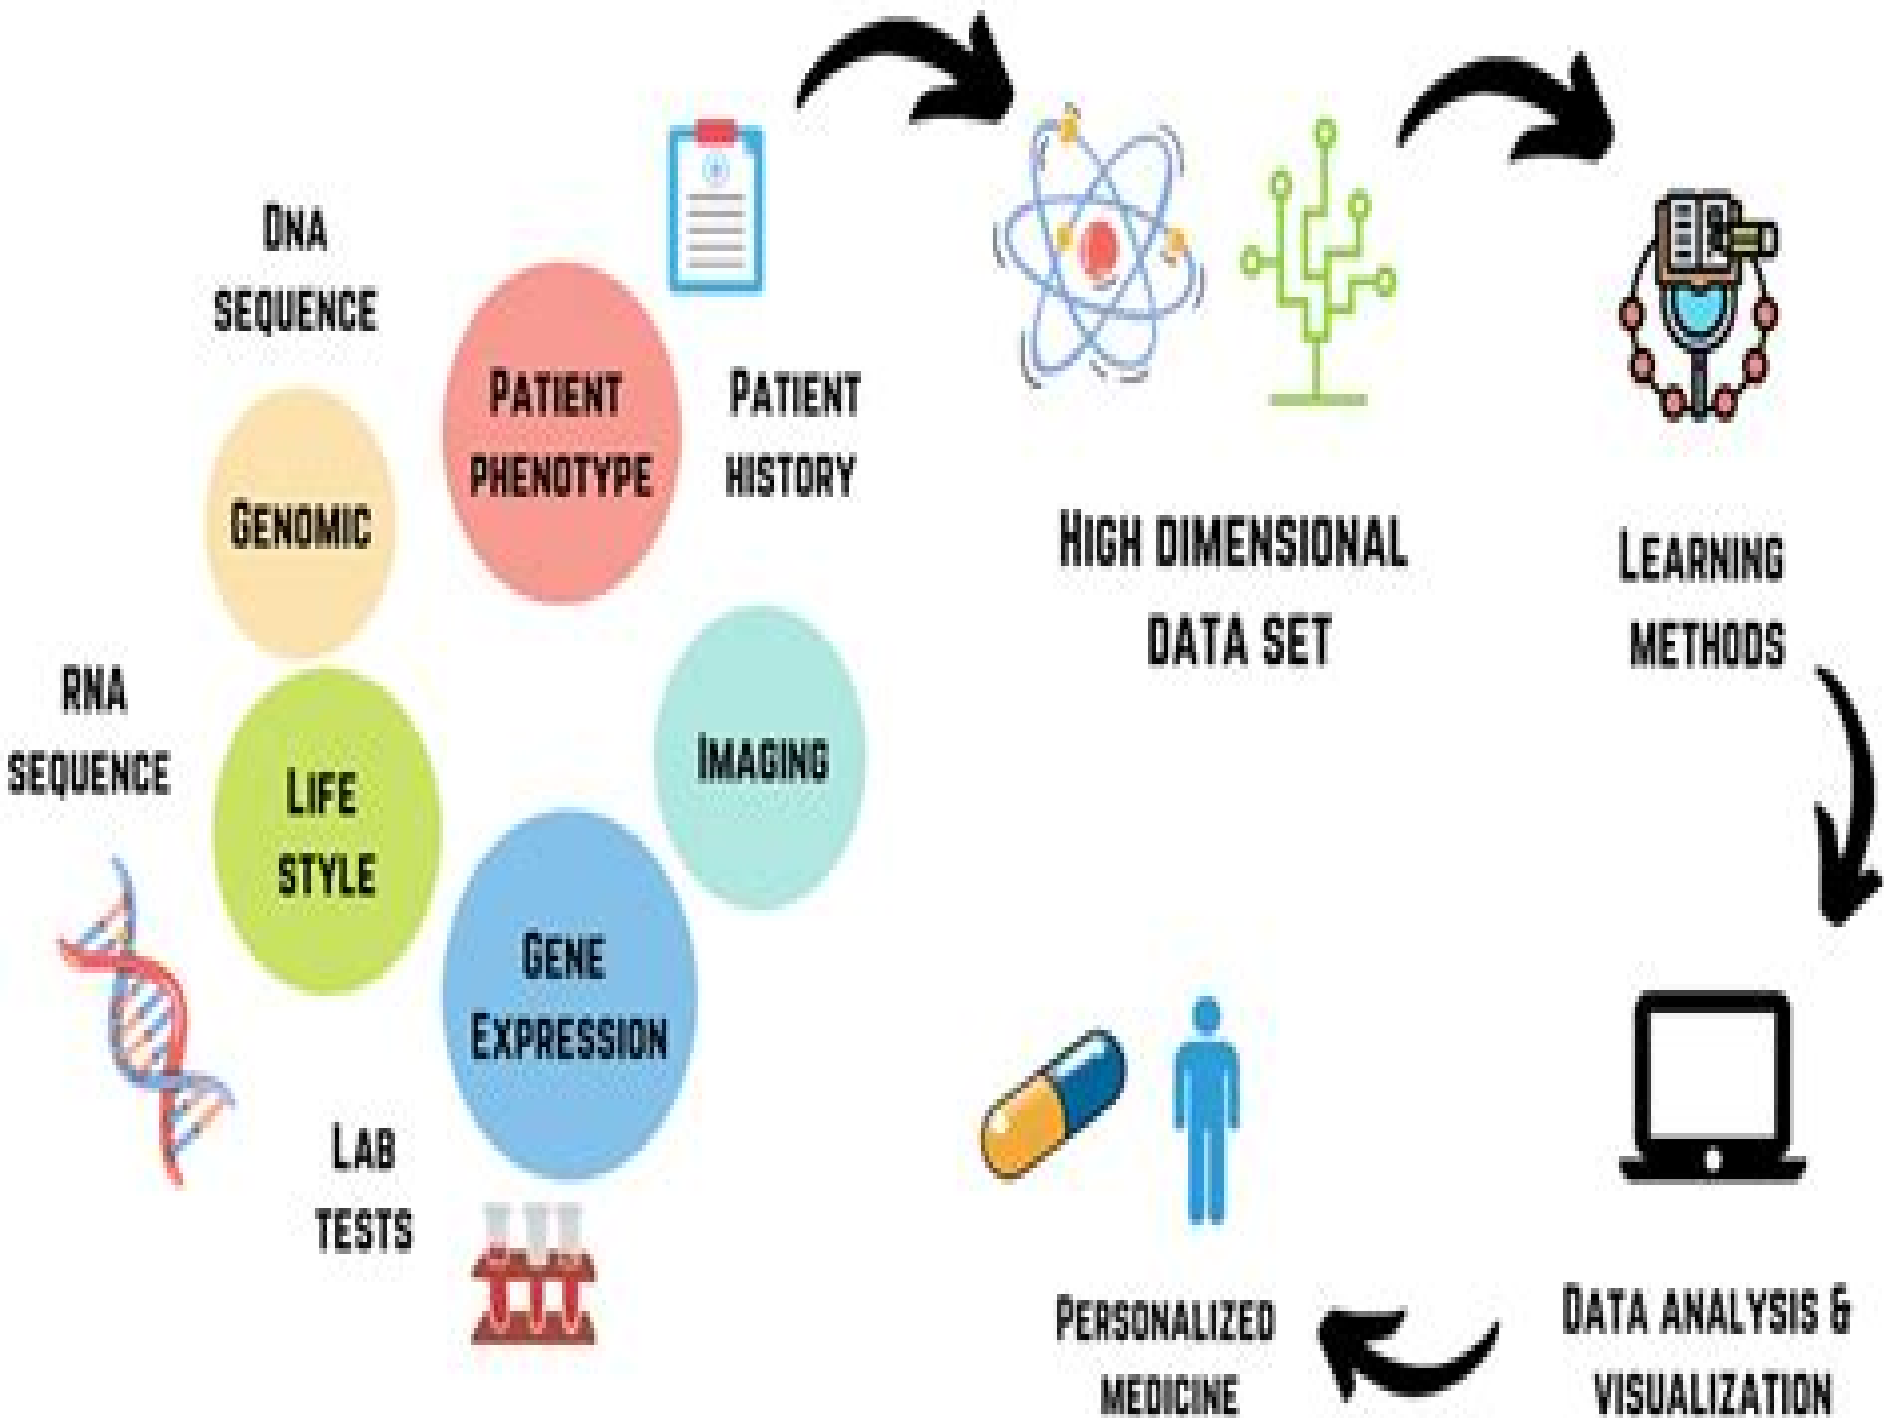 DNA
SEQUENCE
PATIENT
PHENOTYPE
PATIENT
HISTORY
GENOMIC
HIGH DIMENSIONAL
DATA SET
LEARNING
METHODS
RNA
SEQUENCE
LIFE
STYLE
IMAGING
GENE
EXPRESSION
LAB
TESTS
PERSONALIZED
MEDICINE
DATA ANALYSIS &
VISUALIZATION